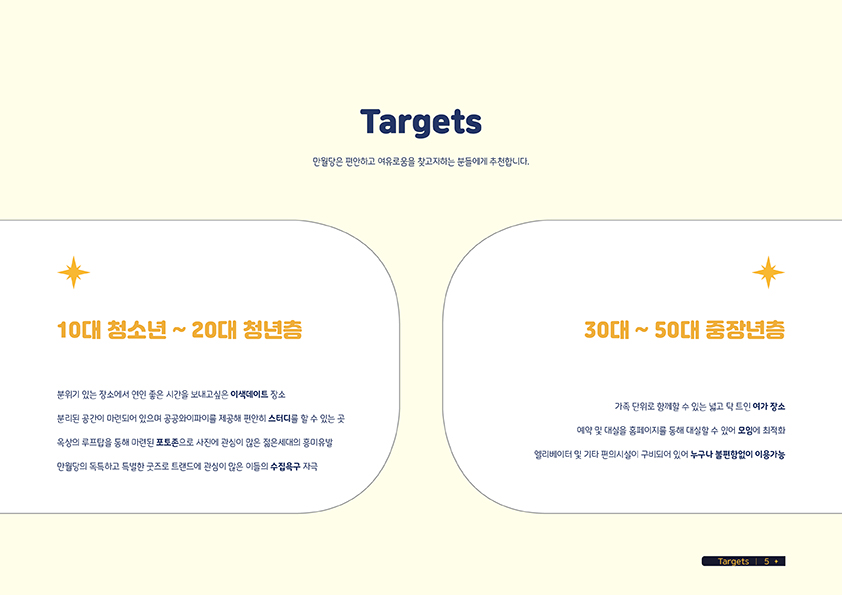 Targets
만월당은 편안하고 여유로움을 찾고자하는 분들에게 추천합니다.
10대 청소년 ~ 20대 청년층
분위기 있는 장소에서 연인 좋은 시간을 보내고싶은 이색데이트 장소
분리된 공간이 마련되어 있으며 공공와이파이를 제공해 편안히 스터디를 할 수 있는 곳
옥상의 루프탑을 통해 마련된 포토존으로 사진에 관심이 많은 젊은세대의 흥미유발
만월당의 독특하고 특별한 굿즈로 트랜드에 관심이 많은 이들의 수집욕구 자극
30대 ~ 50대 중장년층
가족 단위로 함께할 수 있는 넓고 탁 트인 여가 장소
예약 및 대실을 홈페이지를 통해 대실할 수 있어 모임에 최적화
엘리베이터 및 기타 편의시설이 구비되어 있어 누구나 불편함없이 이용가능
Targets | 5